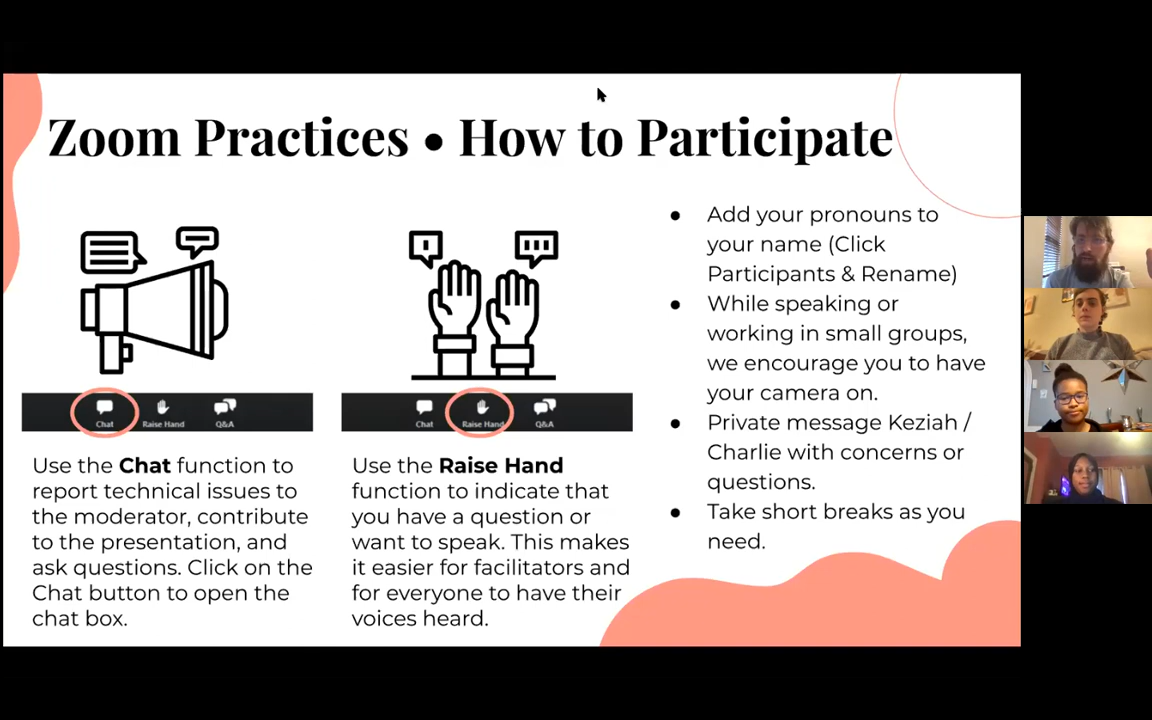 Zoom Practices • How to Participate
Chat Raise Hand Q&A
Use the Chat function to
report technical issues to
the moderator, contribute
to the presentation, and
ask questions. Click on the
Chat button to open the
chat box.
Chat Raise Hand Q&A
Use the Raise Hand
function to indicate that
you have a question or
want to speak. This makes
it easier for facilitators and
for everyone to have their
voices heard.
● Add your pronouns to
your name (Click
Participants & Rename)
● While speaking or
working in small groups,
we encourage you to have
your camera on.
● Private message Keziah /
Charlie with concerns or
questions.
● Take short breaks as you
need.